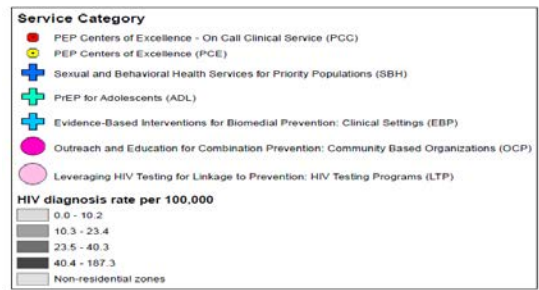 Service Category
PEP Centers of Excellence - On Call Clinical Service (PCC)
PEP Centers of Excellence (PCE)
Sexual and Behavioral Health Services for Priority Populations (SBH)
PrEP for Adolescents (ADL)
Evidence-Based Interventions for Biomedial Prevention: Clinical Settings (EBP)
Outreach and Education for Combination Prevention: Community Based Organizations (OCP)
Leveraging HIV Testing for Linkage to Prevention: HIV Testing Programs (LTP)
HIV diagnosis rate per 100,000
0.0 - 10.2
10.3 - 23.4
23.5 - 40.3
40.4 - 187.3
Non-residential zones